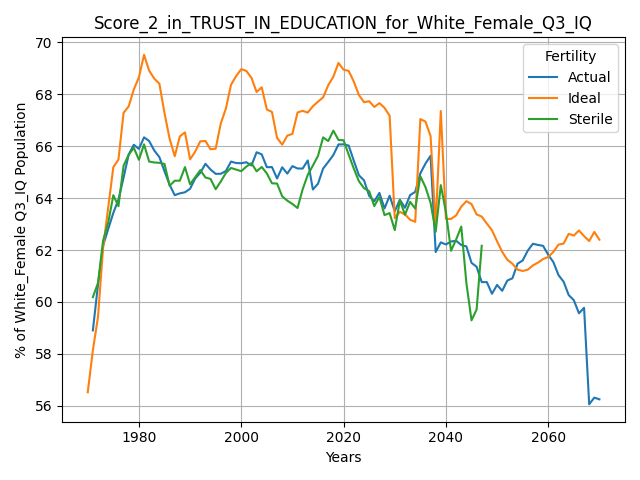 Score_2_in_TRUST_IN_EDUCATION_for_White_Female_Q3_IQ
Fertility
Actual
Ideal
Sterile
% of White_Female Q3_IQ Population
70
68
66
64
62
60
58
56
1980
2000
2020
2040
2060
Years